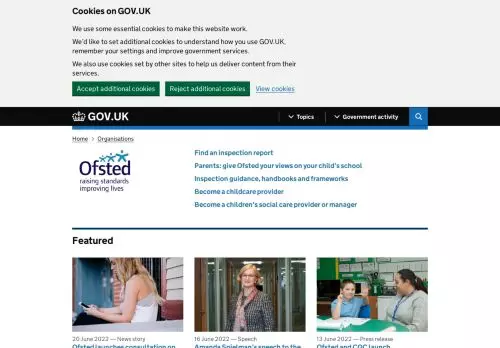 Cookies on GOV.UK
We use some essential cookies to make this website work.
We'd like to set additional cookies to understand how you use GOV.UK,
remember your settings and improve government services.
We also use cookies set by other sites to help us deliver content from their
services.
Accept additional cookies
Reject additional cookies
View cookies
GOV.UK
Topics
Government activity
Home
Organisations
Ofsted
raising standards
improving lives
Find an inspection report
Parents: give Ofsted your views on your child's school
Inspection guidance, handbooks and frameworks
Become a childcare provider
Become a children's social care provider or manager
Featured
20 June 2022 — News story
16 June 2022 — Speech
13 June 2022 — Press release
Ofsted launches consultation on
Amanda Spielman's speech to the
Ofsted and CQC launch